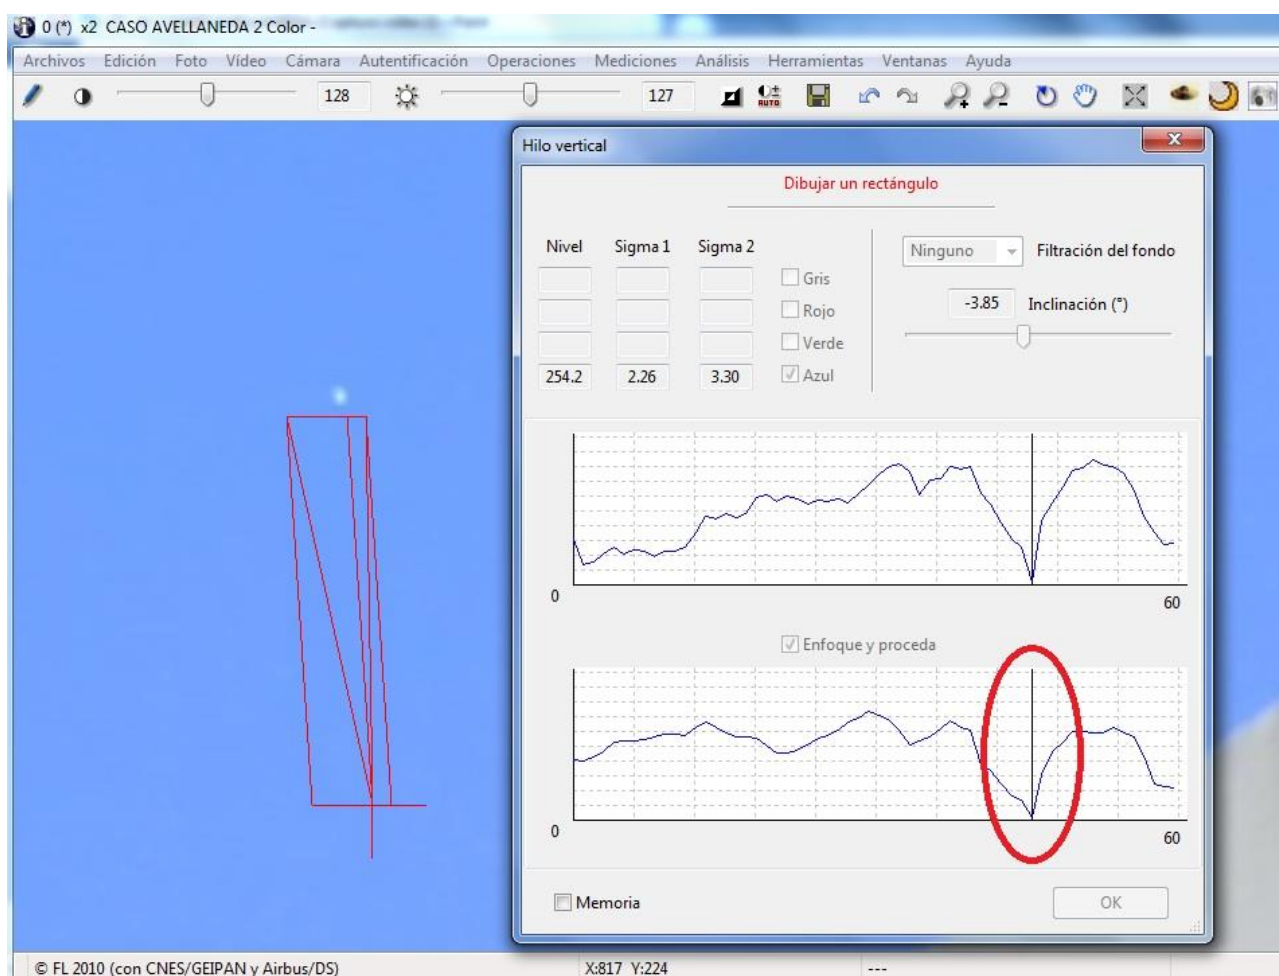 0 (*) x2 CASO AVELLANEDA 2 Color -
Archivos Edición Foto Vídeo Cámara Autentificación Operaciones Mediciones Análisis Herramientas Ventanas Ayuda
128 127 AUTO
Hilo vertical
Dibujar un rectángulo
Nivel Sigma 1 Sigma 2
Ninguno Filtración del fondo
Gris
-3.85 Inclinación (°)
Rojo
Verde
254.2 2.26 3.30 Azul
0 60
Enfoque y proceda
0 60
Memoria OK
© FL 2010 (con CNES/GEIPAN y Airbus/DS) X:817 Y:224 ---